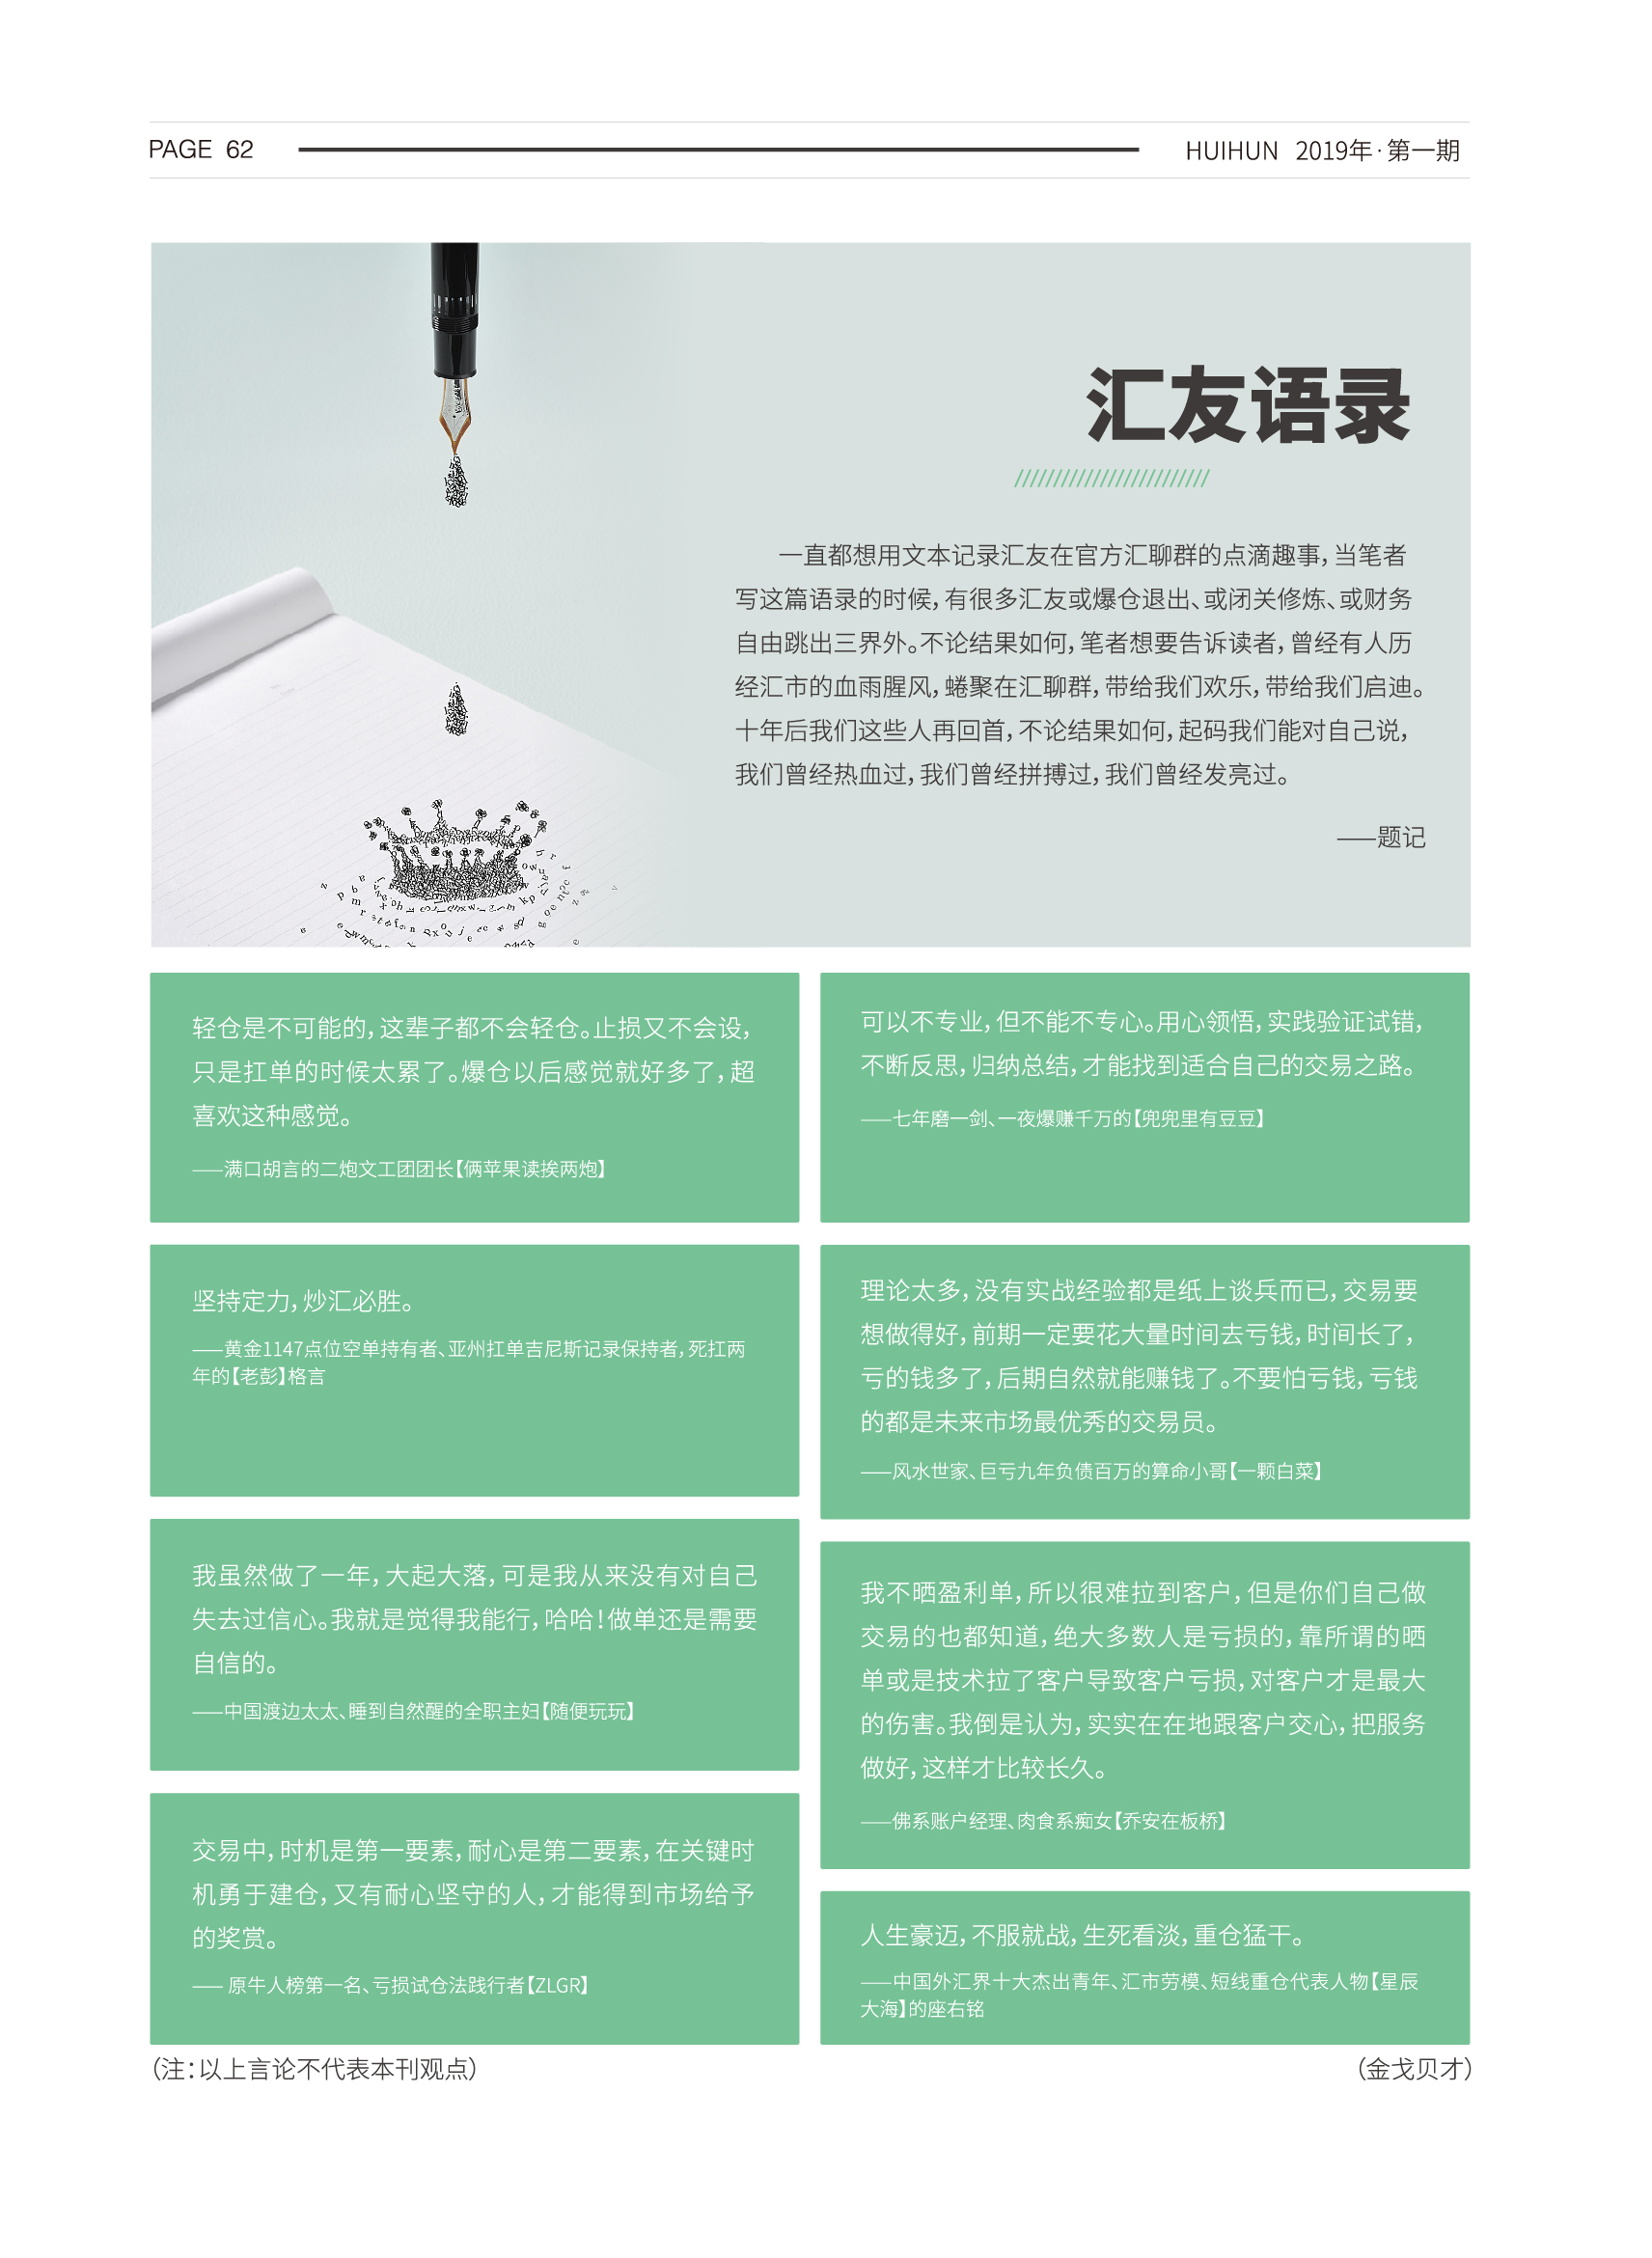 PAGE 62
HUIHUN 2019年·第一期
汇友语录
一直都想用文本记录汇友在官方汇聊群的点滴趣事，当笔者
写这篇语录的时候，有很多汇友或爆仓退出、或闭关修炼、或财务
自由跳出三界外。不论结果如何，笔者想要告诉读者，曾经有人历
经汇市的血雨腥风，蜷聚在汇聊群，带给我们欢乐，带给我们启迪。
十年后我们这些人再回首，不论结果如何，起码我们能对自己说，
我们曾经热血过，我们曾经拼搏过，我们曾经发亮过。
——题记
轻仓是不可能的，这辈子都不会轻仓。止损又不会设，
只是扛单的时候太累了。爆仓以后感觉就好多了，超
喜欢这种感觉。
——满口胡言的二炮文工团团长【俩苹果读挨两炮】
坚持定力，炒汇必胜。
——黄金1147点位空单持有者、亚州扛单吉尼斯记录保持者，死扛两
年的【老彭】格言
我虽然做了一年，大起大落，可是我从来没有对自己
失去过信心。我就是觉得我能行，哈哈！做单还是需要
自信的。
——中国渡边太太、睡到自然醒的全职主妇【随便玩玩】
交易中，时机是第一要素，耐心是第二要素，在关键时
机勇于建仓，又有耐心坚守的人，才能得到市场给予
的奖赏。
—— 原牛人榜第一名、亏损试仓法践行者【ZLGR】
可以不专业，但不能不专心。用心领悟，实践验证试错，
不断反思，归纳总结，才能找到适合自己的交易之路。
——七年磨一剑、一夜爆赚千万的【兜兜里有豆豆】
理论太多，没有实战经验都是纸上谈兵而已，交易要
想做得好，前期一定要花大量时间去亏钱，时间长了，
亏的钱多了，后期自然就能赚钱了。不要怕亏钱，亏钱
的都是未来市场最优秀的交易员。
——风水世家、巨亏九年负债百万的算命小哥【一颗白菜】
我不晒盈利单，所以很难拉到客户，但是你们自己做
交易的也都知道，绝大多数人是亏损的，靠所谓的晒
单或是技术拉了客户导致客户亏损，对客户才是最大
的伤害。我倒是认为，实实在在地跟客户交心，把服务
做好，这样才比较长久。
——佛系账户经理、肉食系痴女【乔安在板桥】
人生豪迈，不服就战，生死看淡，重仓猛干。
——中国外汇界十大杰出青年、汇市劳模、短线重仓代表人物【星辰
大海】的座右铭
（注：以上言论不代表本刊观点）
（金戈贝才）